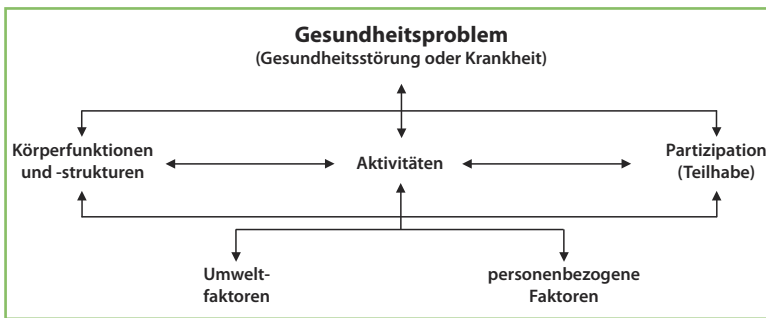 Gesundheitsproblem
(Gesundheitsstörung oder Krankheit)
Körperfunktionen
und -strukturen
Aktivitäten
Partizipation
(Teilhabe)
Umwelt-
faktoren
personenbezogene
Faktoren